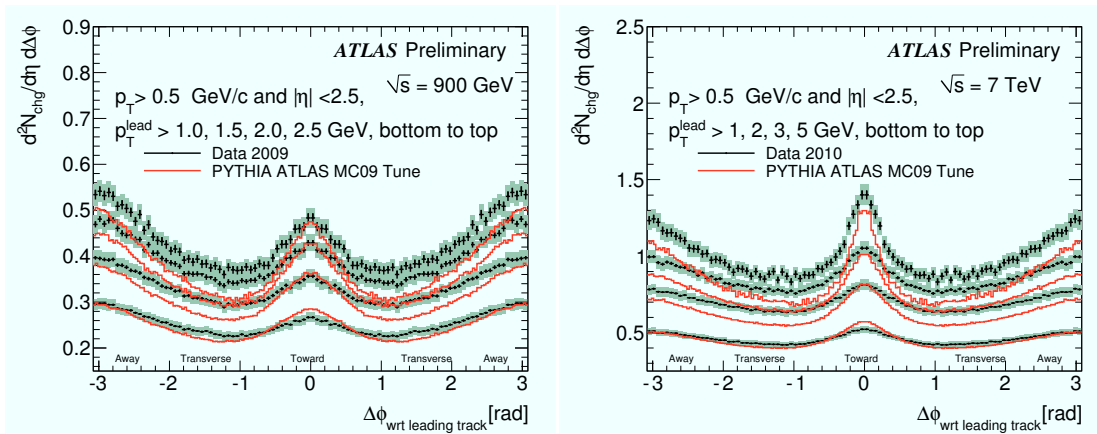 d²N_chg/dη dΔφ
0.9
0.8
0.7
0.6
0.5
0.4
0.3
0.2
ATLAS Preliminary
√s = 900 GeV
p_T > 0.5 GeV/c and |η| <2.5,
p_T^lead > 1.0, 1.5, 2.0, 2.5 GeV, bottom to top
Data 2009
PYTHIA ATLAS MC09 Tune
Away Transverse Toward Transverse Away
-3 -2 -1 0 1 2 3
Δφ_wrt leading track [rad]
d²N_chg/dη dΔφ
2.5
2
1.5
1
0.5
ATLAS Preliminary
√s = 7 TeV
p_T > 0.5 GeV/c and |η| <2.5,
p_T^lead > 1, 2, 3, 5 GeV, bottom to top
Data 2010
PYTHIA ATLAS MC09 Tune
Away Transverse Toward Transverse Away
-3 -2 -1 0 1 2 3
Δφ_wrt leading track [rad]